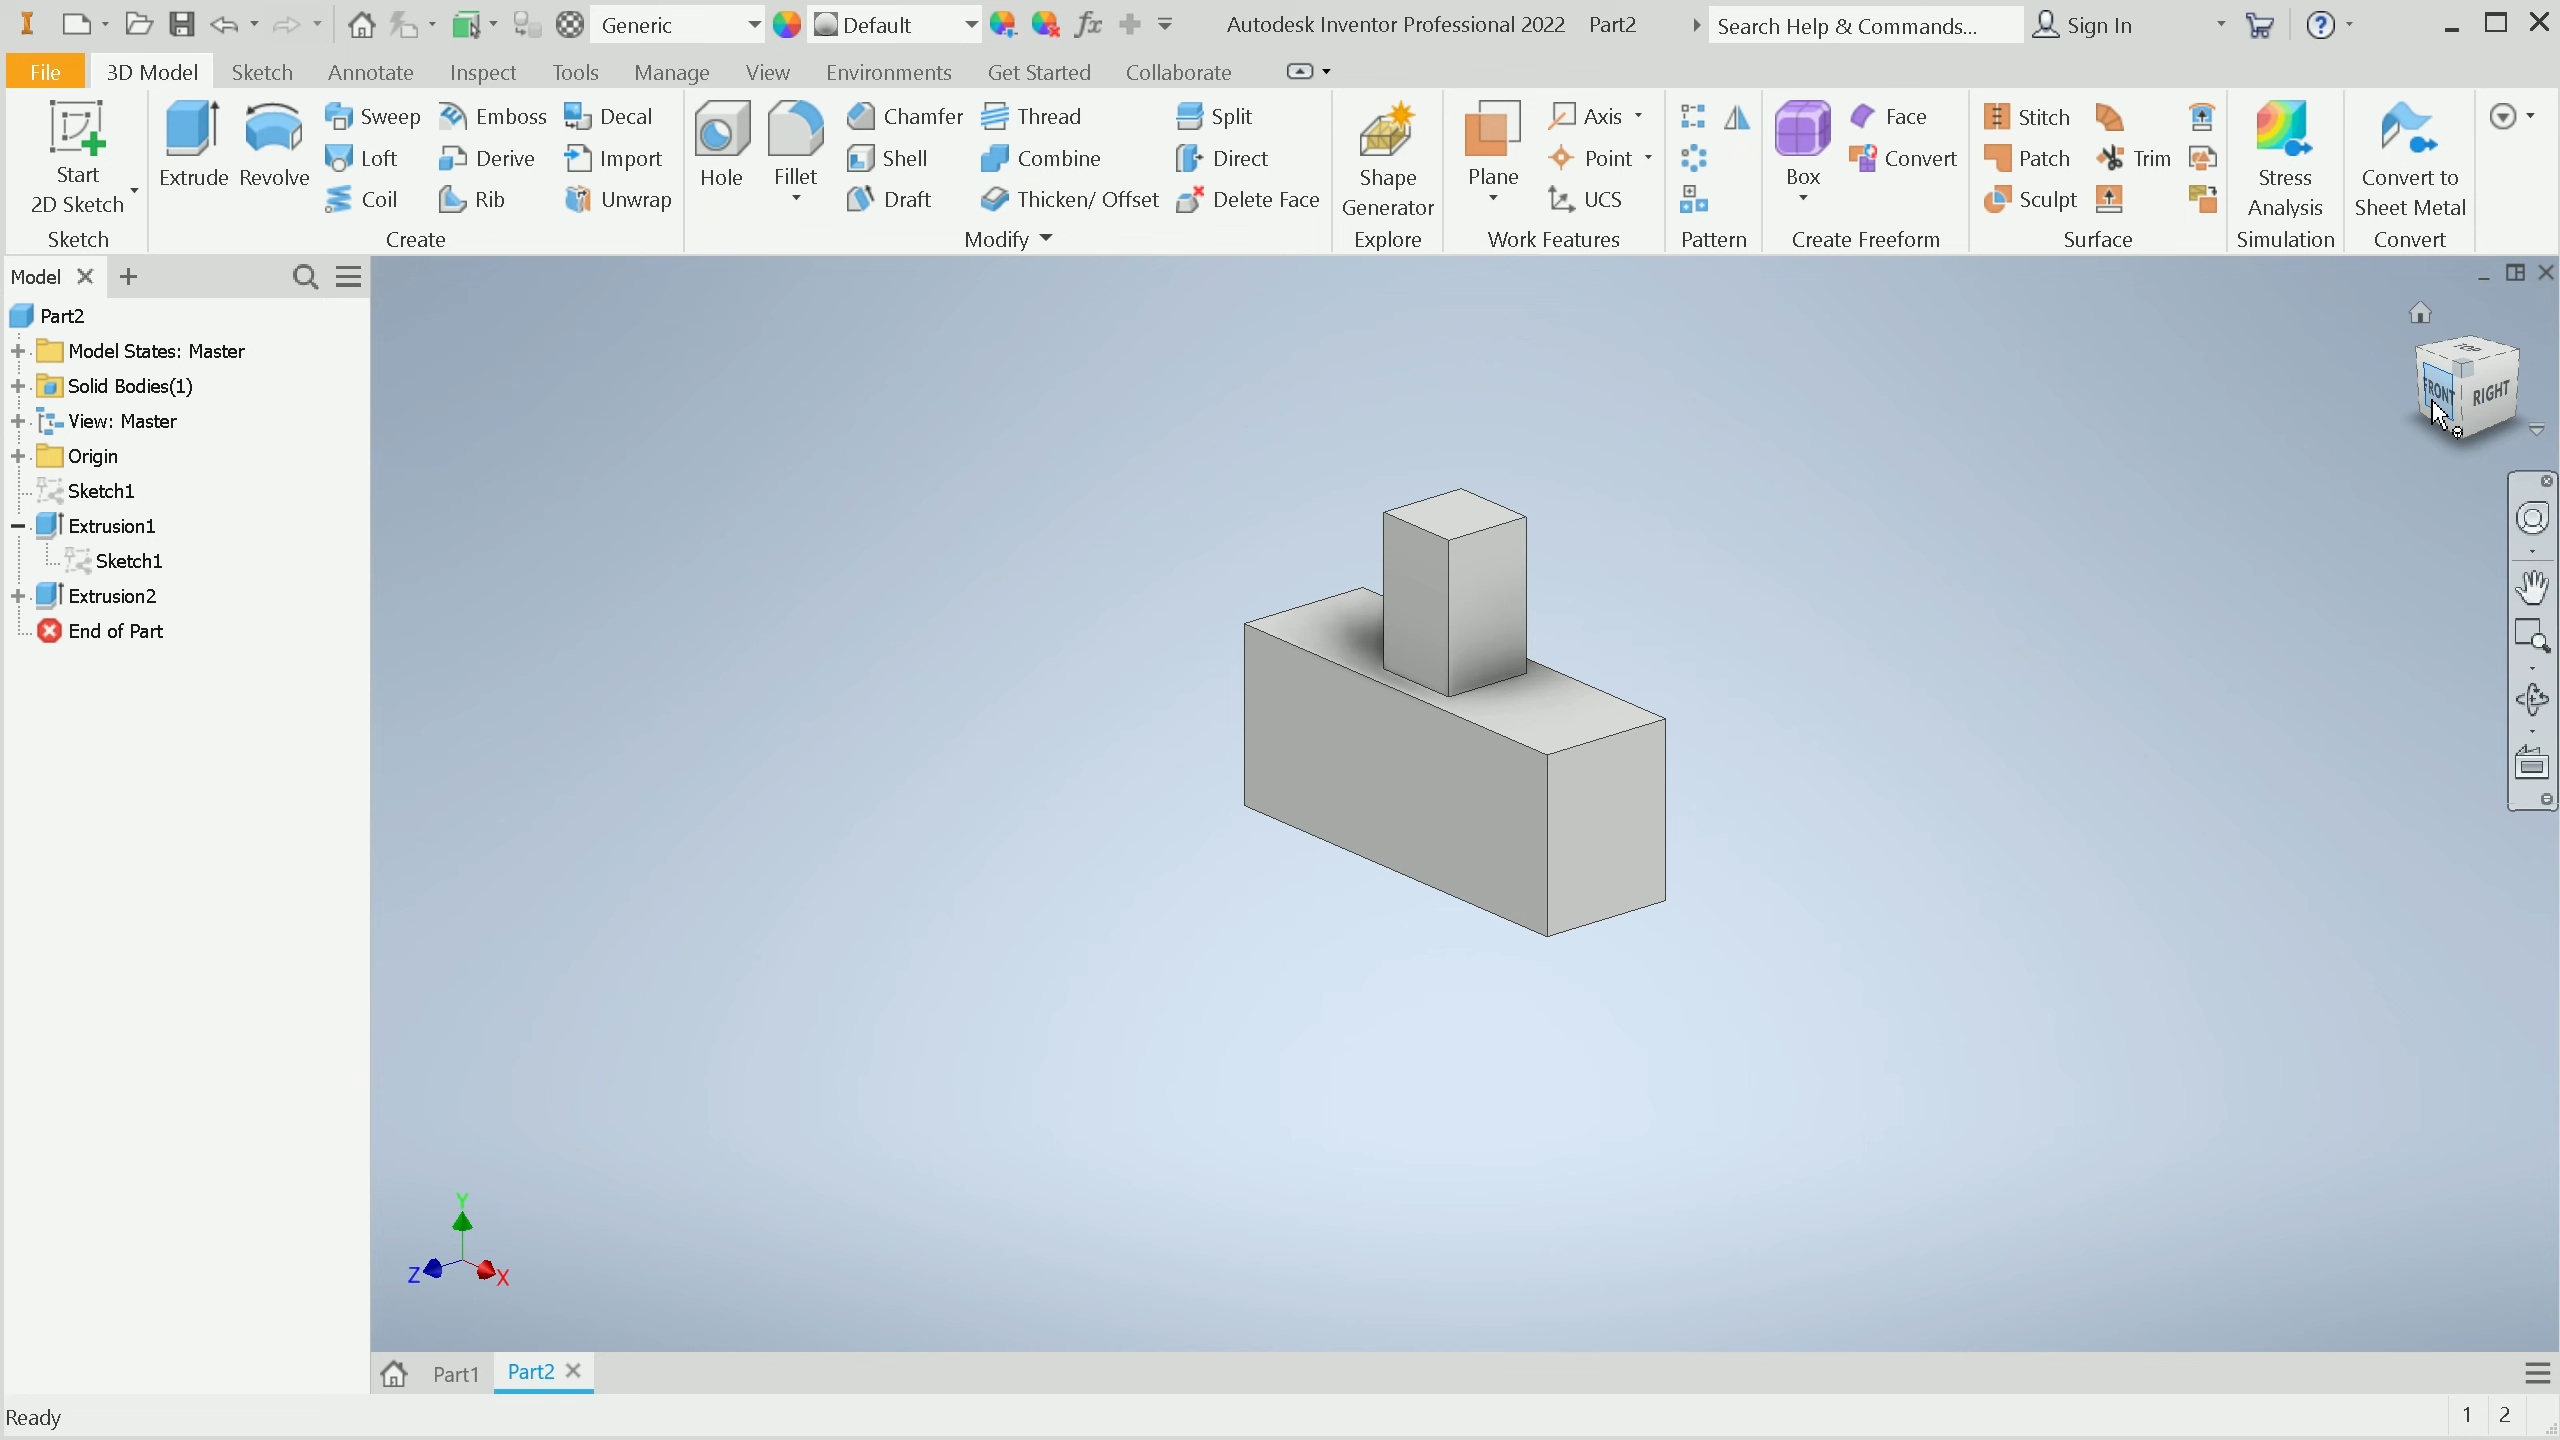 Generic
Default
Autodesk Inventor Professional 2022 Part2
Search Help & Commands...
Sign In
File 3D Model Sketch Annotate Inspect Tools Manage View Environments Get Started Collaborate
Start
2D Sketch
Sketch
Extrude
Revolve
Sweep
Loft
Coil
Emboss
Derive
Rib
Decal
Import
Unwrap
Create
Hole
Fillet
Chamfer
Shell
Draft
Thread
Combine
Thicken/ Offset
Split
Direct
Delete Face
Modify
Shape
Generator
Explore
Plane
Axis
Point
UCS
Work Features
Pattern
Box
Face
Convert
Create Freeform
Stitch
Patch
Sculpt
Trim
Surface
Stress
Analysis
Simulation
Convert to
Sheet Metal
Convert
Model
Part2
Model States: Master
Solid Bodies(1)
View: Master
Origin
Sketch1
Extrusion1
Sketch1
Extrusion2
End of Part
TOP
FRONT
RIGHT
Y
Z
X
Part1
Part2
Ready
1 2